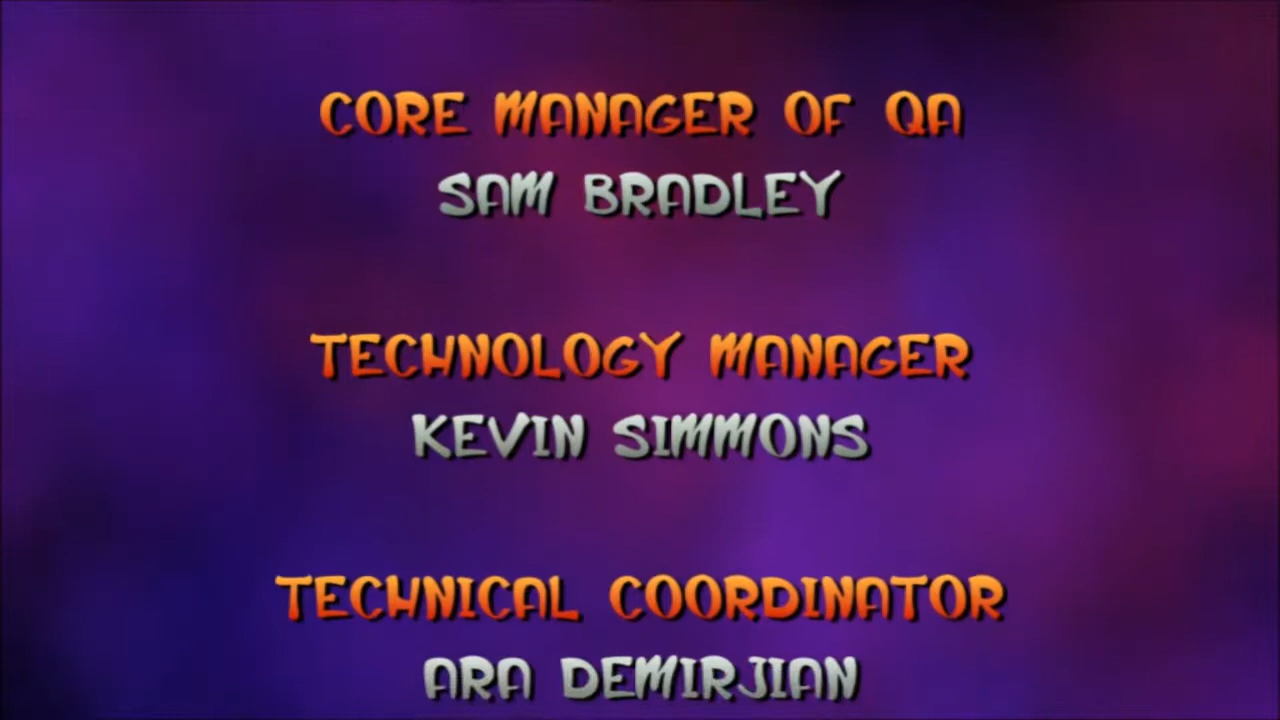 CORE MANAGER OF QA
SAM BRADLEY
TECHNOLOGY MANAGER
KEVIN SIMMONS
TECHNICAL COORDINATOR
ARA DEMIRJIAN